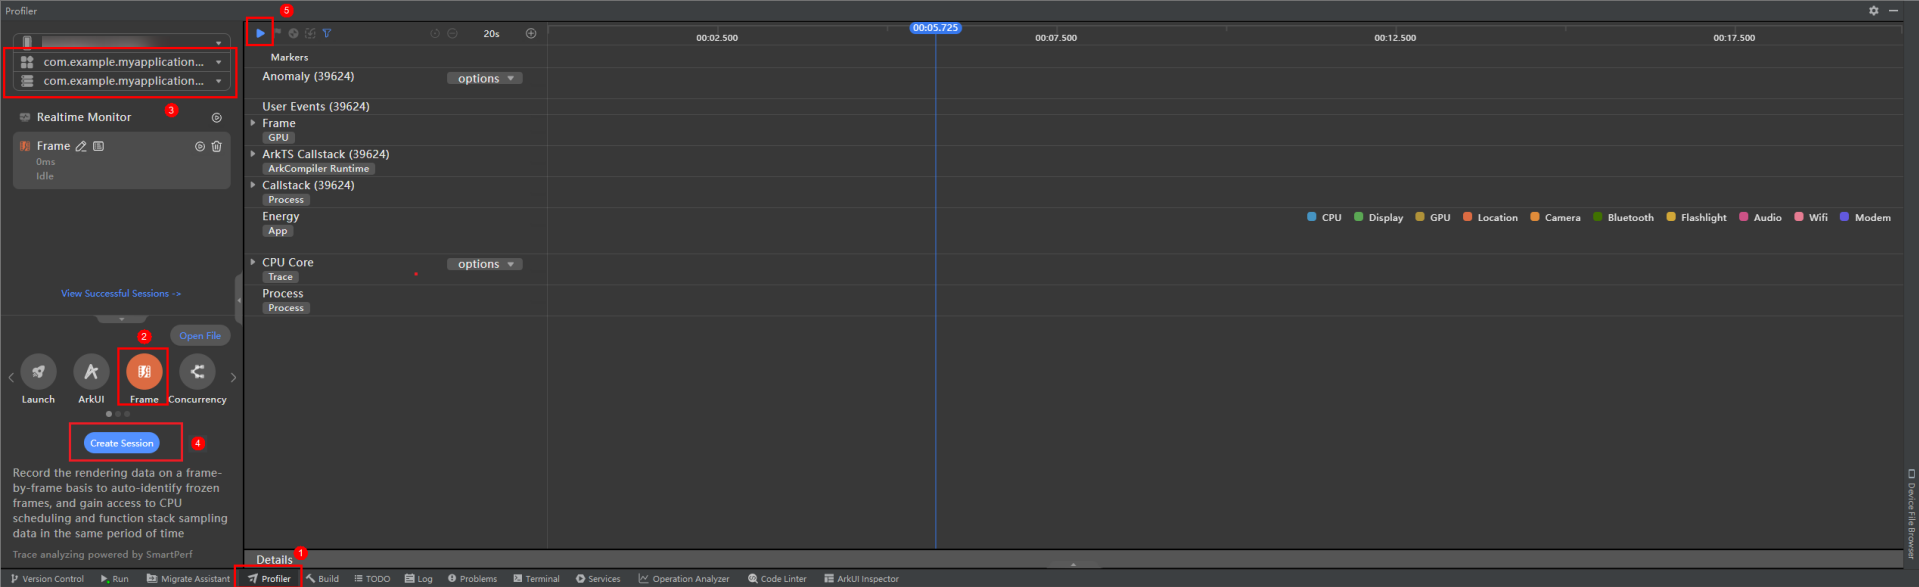 Profiler
5
20s
00:05.725
00:02.500
00:07.500
00:12.500
00:17.500
com.example.myapplication...
com.example.myapplication...
3
Realtime Monitor
Frame
0ms
Idle
View Successful Sessions ->
2
Open File
Launch
ArkUI
Frame
Concurrency
Create Session
4
Record the rendering data on a frame-
by-frame basis to auto-identify frozen
frames, and gain access to CPU
scheduling and function stack sampling
data in the same period of time
Trace analyzing powered by SmartPerf
Markers
Anomaly (39624)
options
User Events (39624)
Frame
GPU
ArkTS Callstack (39624)
ArkCompiler Runtime
Callstack (39624)
Process
Energy
App
CPU
Display
GPU
Location
Camera
Bluetooth
Flashlight
Audio
Wifi
Modem
CPU Core
options
Trace
Process
Process
Details
1
Version Control
Run
Migrate Assistant
Profiler
Build
TODO
Log
Problems
Terminal
Services
Operation Analyzer
Code Linter
ArkUI Inspector
Device File Browser